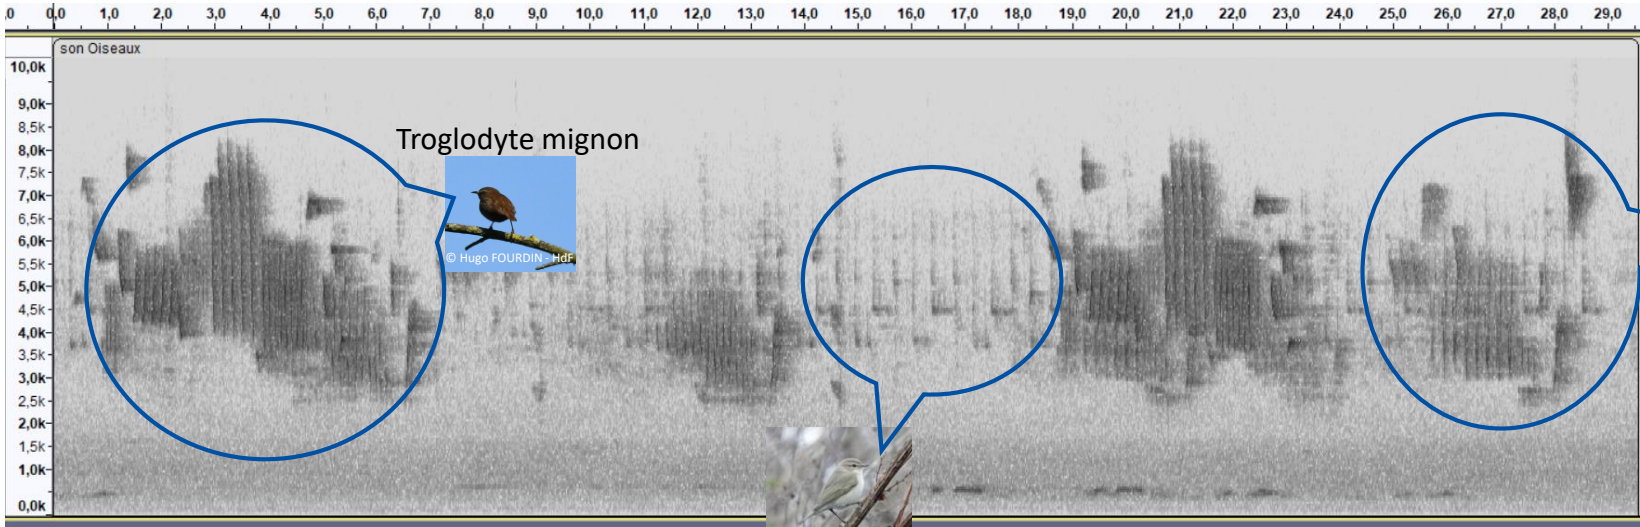 ,0 0,0 1,0 2,0 3,0 4,0 5,0 6,0 7,0 8,0 9,0 10,0 11,0 12,0 13,0 14,0 15,0 16,0 17,0 18,0 19,0 20,0 21,0 22,0 23,0 24,0 25,0 26,0 27,0 28,0 29,0
son Oiseaux
10,0k
9,0k
8,5k
8,0k
Troglodyte mignon
7,5k
7,0k
6,5k
6,0k
© Hugo FOURDIN - HdF
5,5k
5,0k
4,5k
4,0k
3,5k
3,0k
2,5k
2,0k
1,5k
1,0k
0,0k